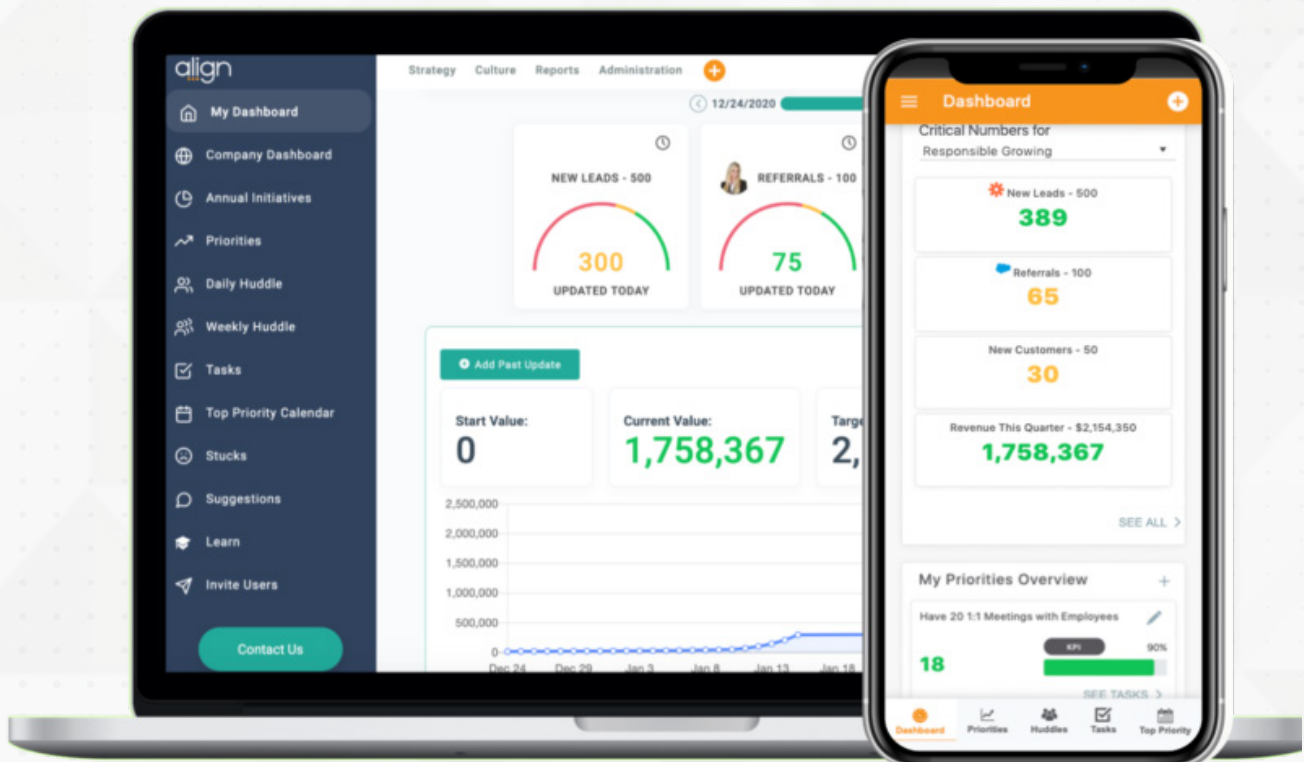 align
Strategy Culture Reports Administration
12/24/2020
My Dashboard
Company Dashboard
Annual Initiatives
Priorities
Daily Huddle
Weekly Huddle
Tasks
Top Priority Calendar
Stucks
Suggestions
Learn
Invite Users
Contact Us
NEW LEADS - 500
300
UPDATED TODAY
REFERRALS - 100
75
UPDATED TODAY
Add Past Update
Start Value:
0
Current Value:
1,758,367
Targe
2,
2,500,000
2,000,000
1,500,000
1,000,000
500,000
0
Dec 24 Dec 29 Jan 3 Jan 8 Jan 13 Jan 18
Dashboard
Critical Numbers for
Responsible Growing
New Leads - 500
389
Referrals - 100
65
New Customers - 50
30
Revenue This Quarter - $2,154,350
1,758,367
SEE ALL
My Priorities Overview
Have 20 1:1 Meetings with Employees
KPI
90%
18
SEE TASKS
Dashboard Priorities Huddles Tasks Top Priority